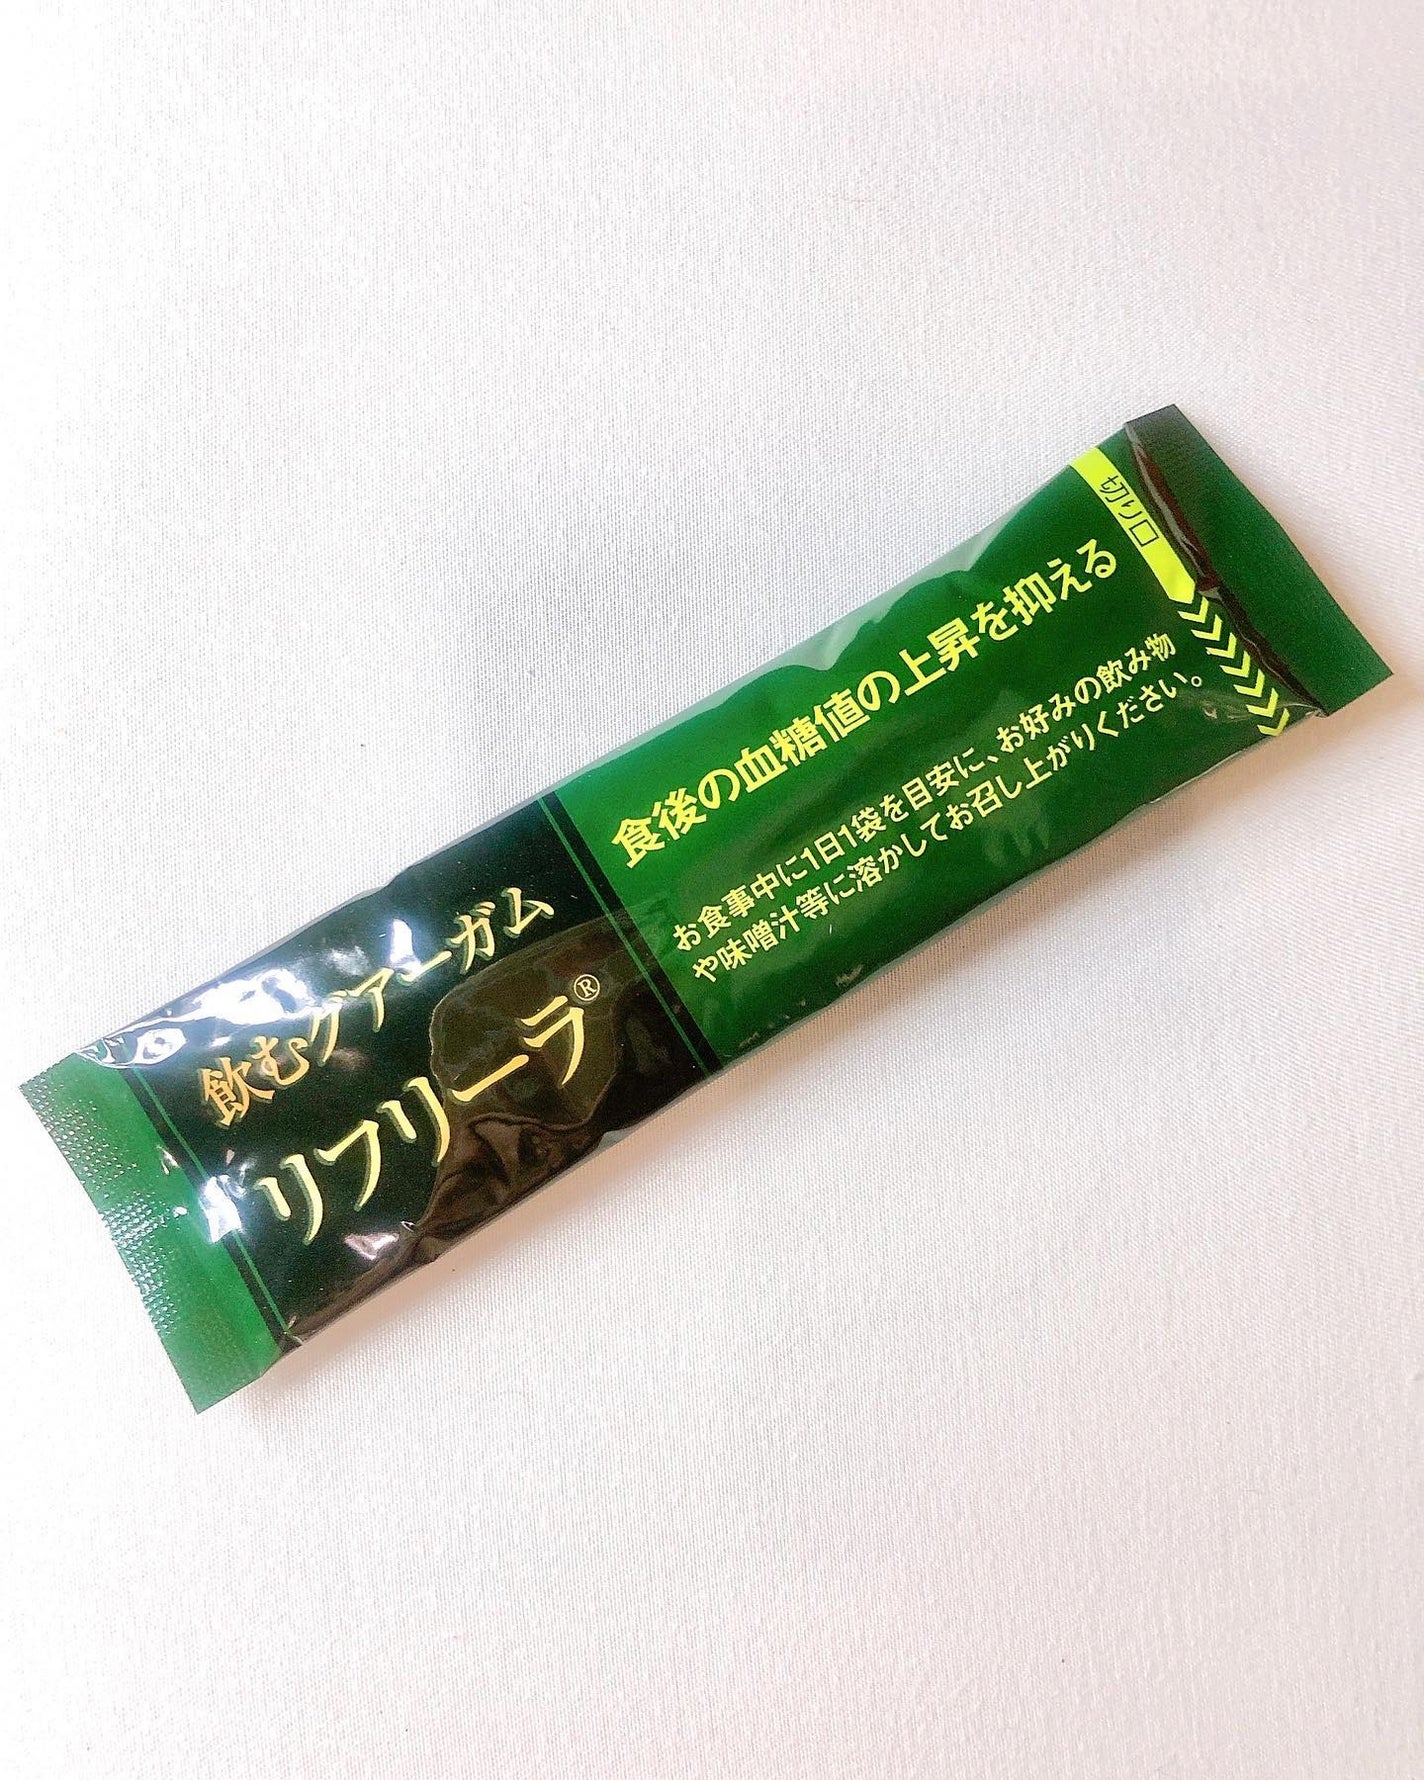 飲むグアーガム
リフリーラ®
食後の血糖値の上昇を抑える
お食事中に1日1袋を目安に、お好みの飲み物
や味噌汁等に溶かしてお召し上がりください。
切り口